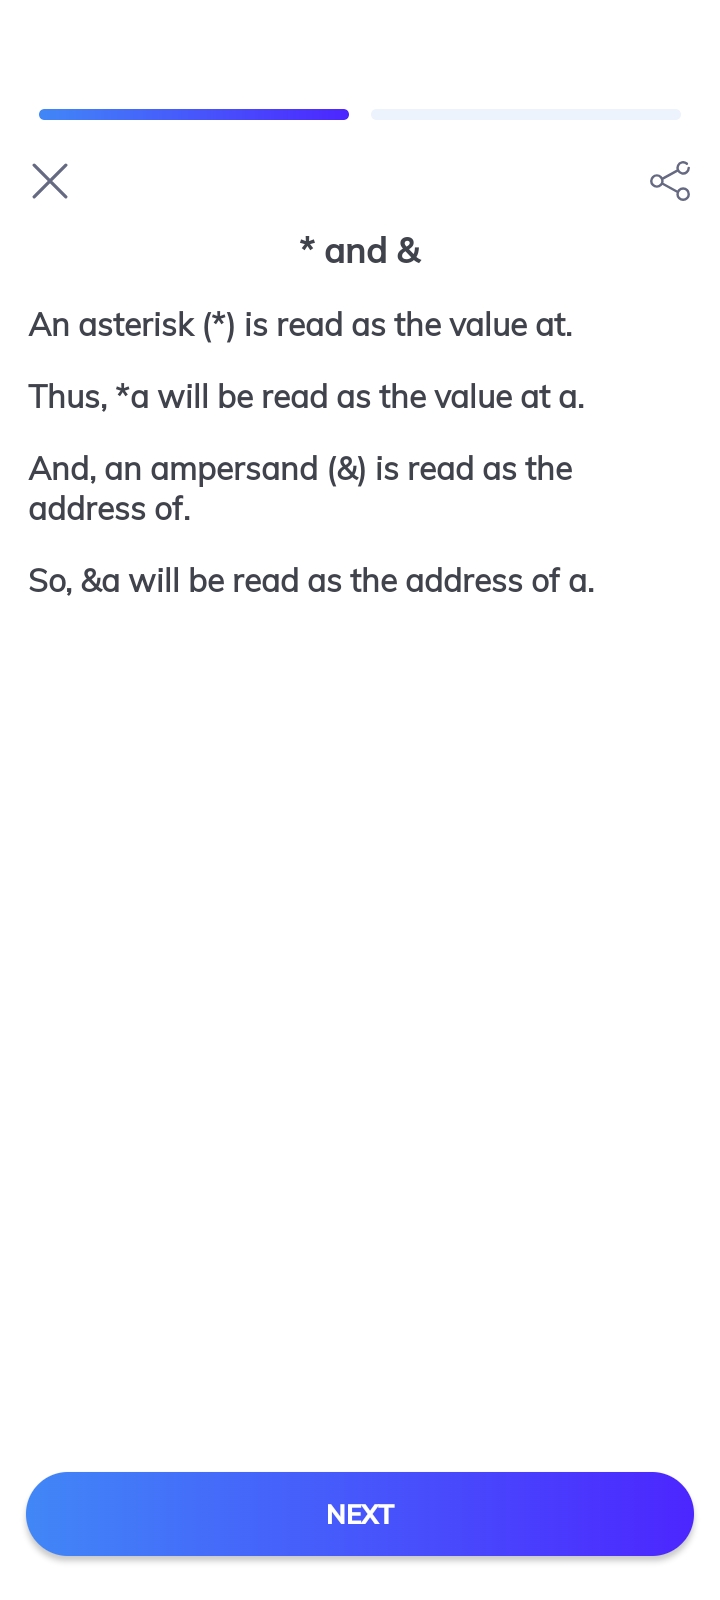 * and &
An asterisk (*) is read as the value at.
Thus, *a will be read as the value at a.
And, an ampersand (&) is read as the
address of.
So, &a will be read as the address of a.
NEXT